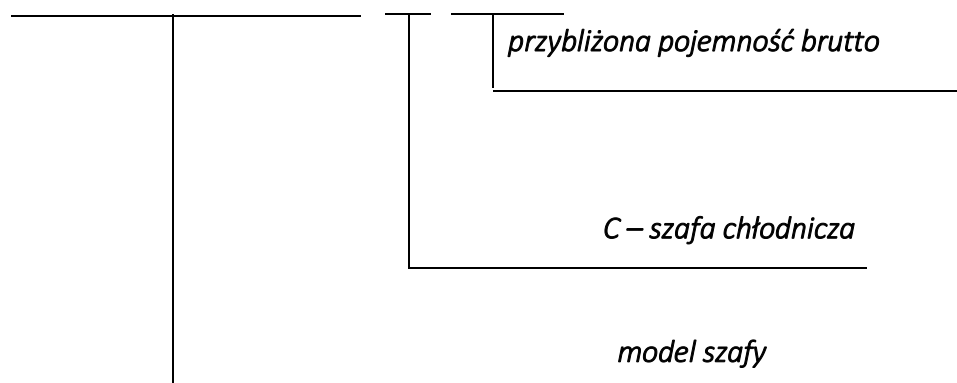 przybliżona pojemność brutto
C – szafa chłodnicza
model szafy